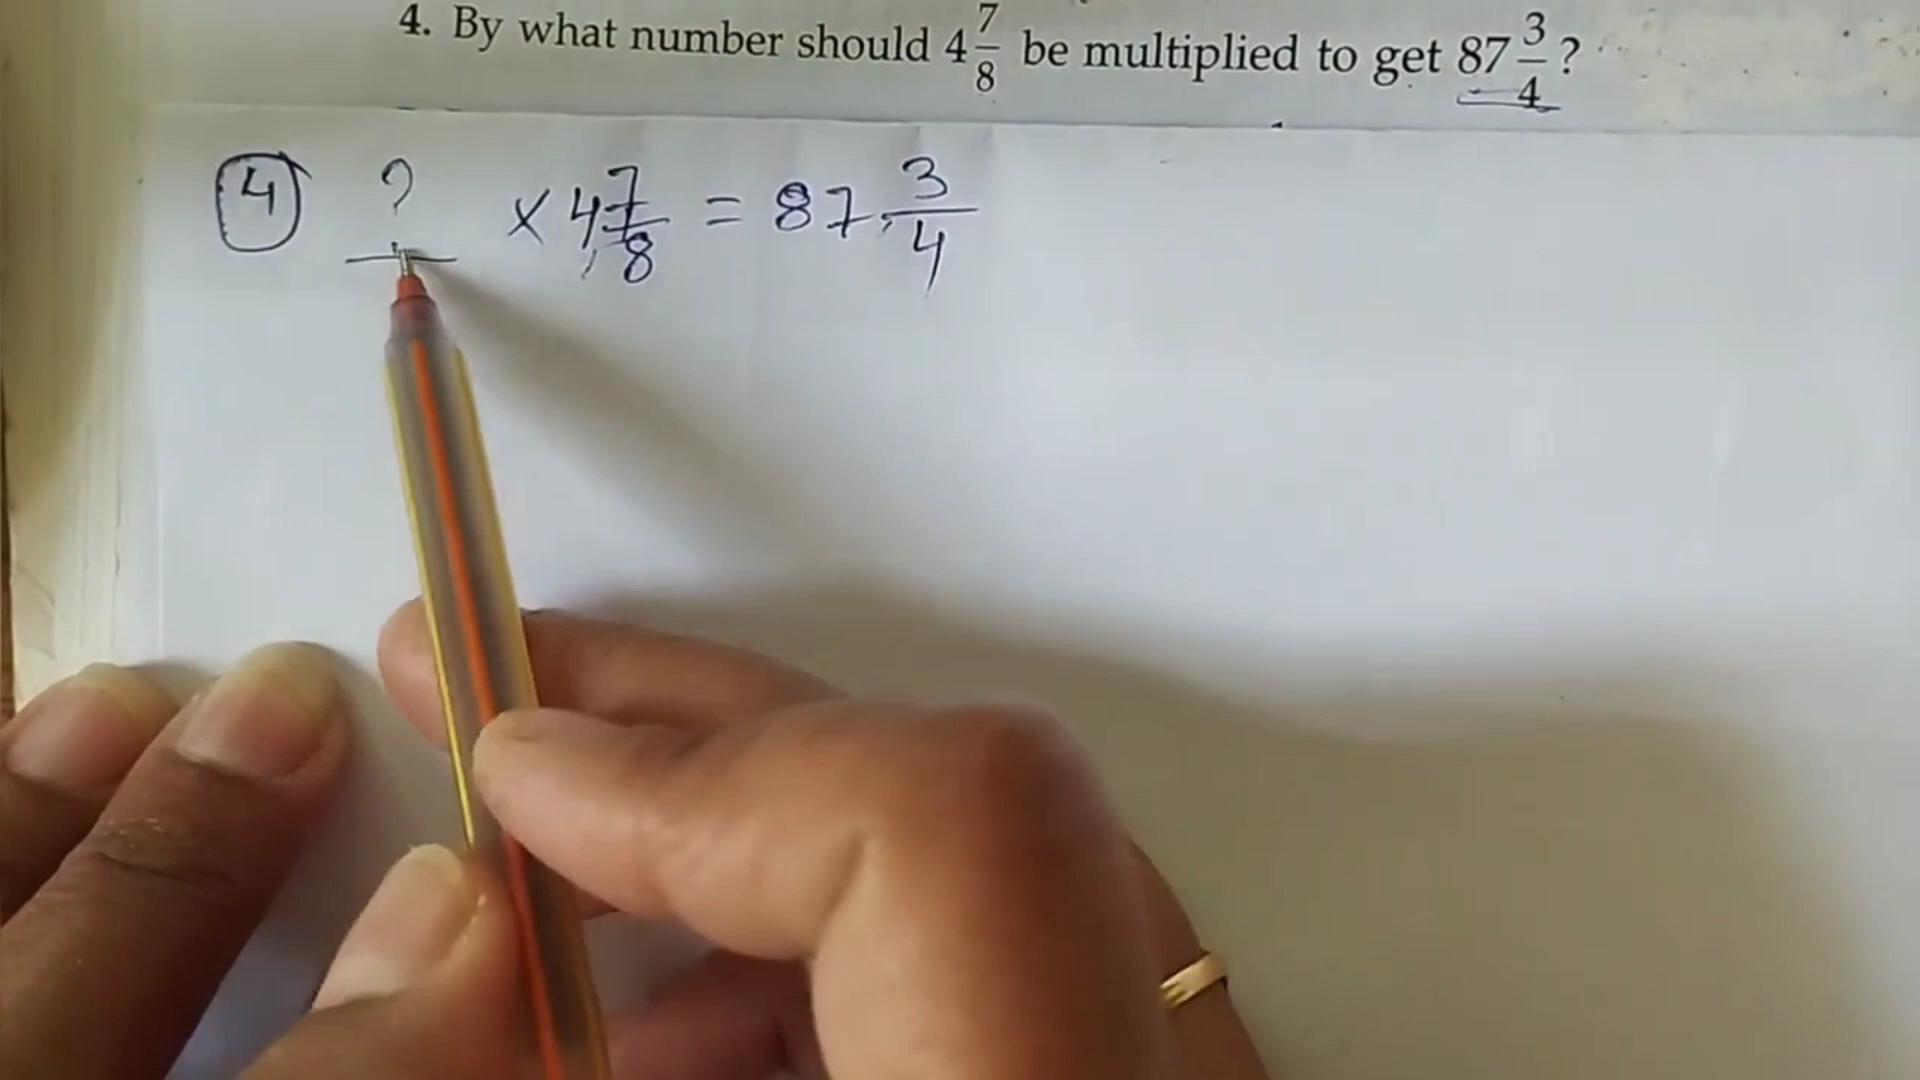 4. By what number should 4 7/8 be multiplied to get 87 3/4?
4 ? × 4 7/8 = 87 3/4